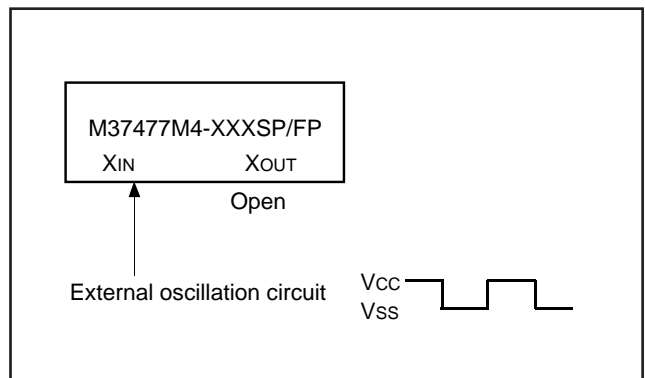 M37477M4-XXXSP/FP
XIN XOUT
Open
External oscillation circuit
VCC
VSS